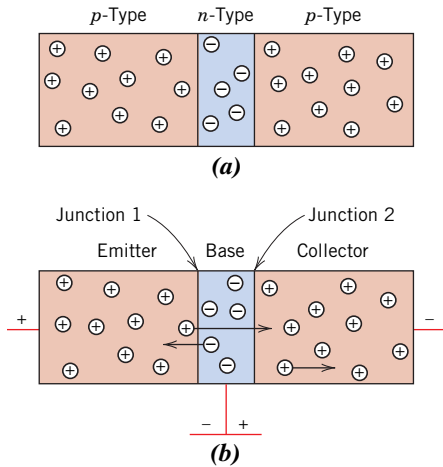 p-Type n-Type p-Type
(a)
Junction 1 Junction 2
Emitter Base Collector
+ −
− +
(b)